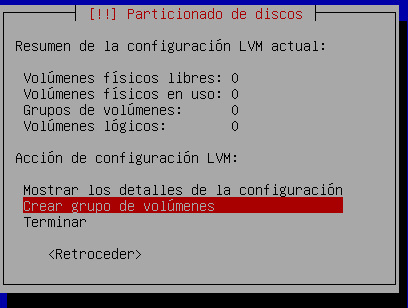 [!!] Particionado de discos
Resumen de la configuración LVM actual:
Volúmenes físicos libres: 0
Volúmenes físicos en uso: 0
Grupos de volúmenes: 0
Volúmenes lógicos: 0
Acción de configuración LVM:
Mostrar los detalles de la configuración
Crear grupo de volúmenes
Terminar
<Retroceder>